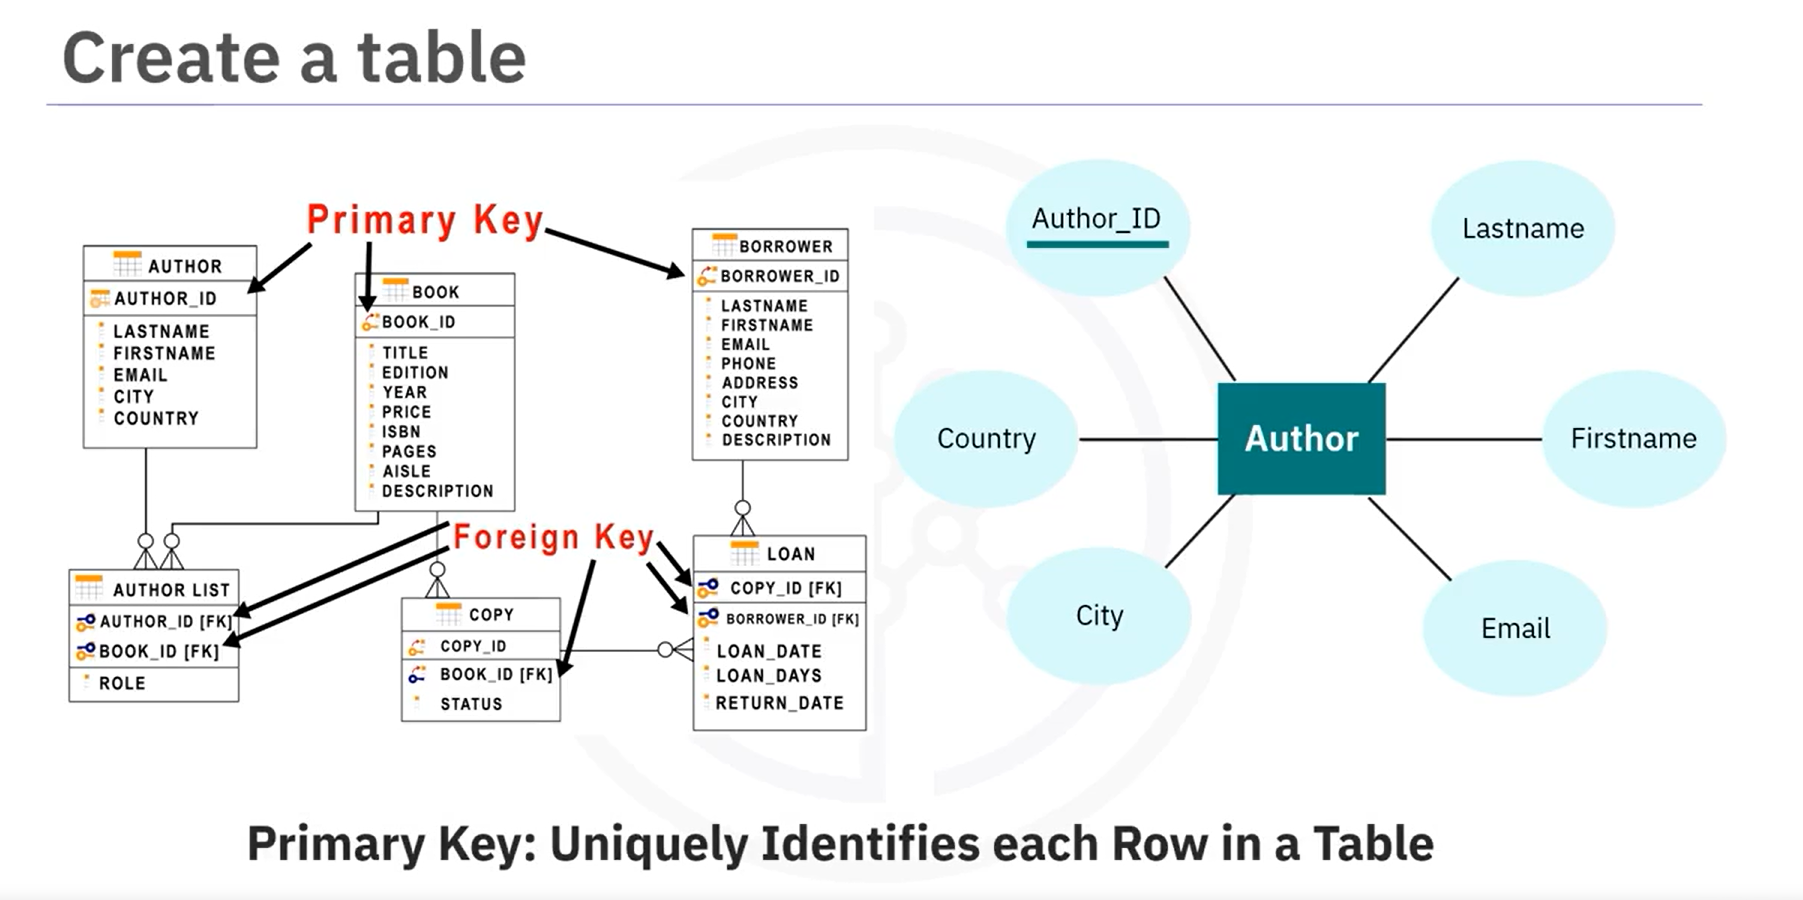 Create a table
Primary Key
AUTHOR
AUTHOR_ID
LASTNAME
FIRSTNAME
EMAIL
CITY
COUNTRY
BOOK
BOOK_ID
TITLE
EDITION
YEAR
PRICE
ISBN
PAGES
AISLE
DESCRIPTION
BORROWER
BORROWER_ID
LASTNAME
FIRSTNAME
EMAIL
PHONE
ADDRESS
CITY
COUNTRY
DESCRIPTION
Foreign Key
AUTHOR LIST
AUTHOR_ID [FK]
BOOK_ID [FK]
ROLE
COPY
COPY_ID
BOOK_ID [FK]
STATUS
LOAN
COPY_ID [FK]
BORROWER_ID [FK]
LOAN_DATE
LOAN_DAYS
RETURN_DATE
Author_ID
Lastname
Country
Author
Firstname
City
Email
Primary Key: Uniquely Identifies each Row in a Table